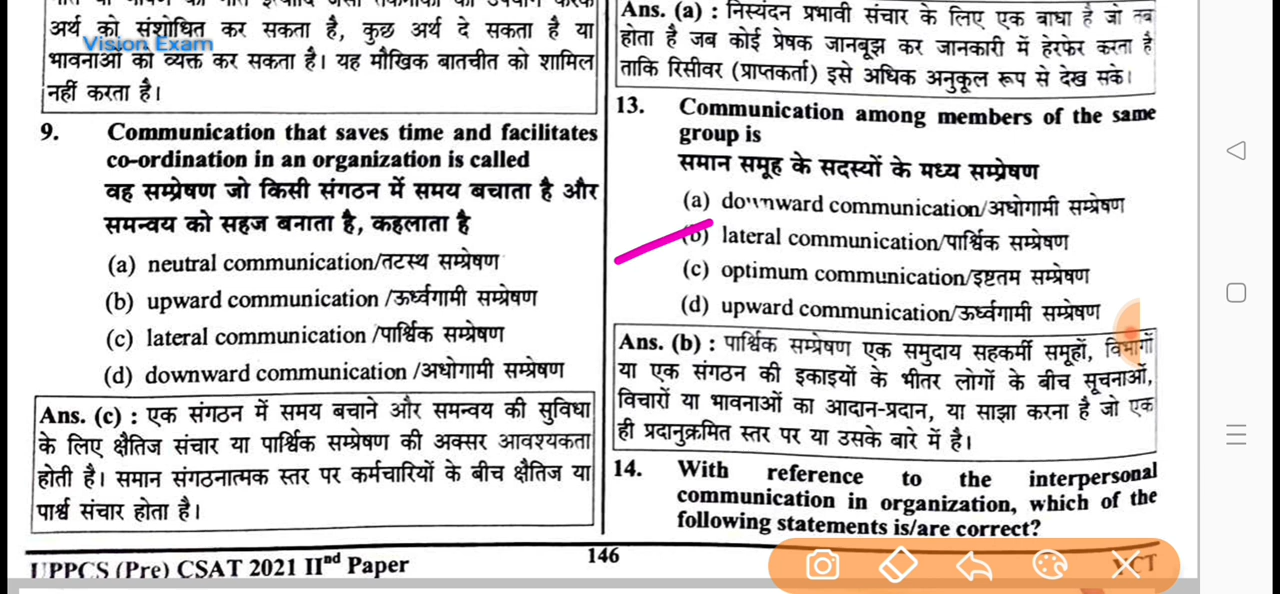 अर्थ को संशोधित कर सकता है, कुछ अर्थ दे सकता है या
Vision Exam
भावनाओं को व्यक्त कर सकता है। यह मौखिक बातचीत को शामिल
नहीं करता है।
9. Communication that saves time and facilitates
co-ordination in an organization is called
वह सम्प्रेषण जो किसी संगठन में समय बचाता है और
समन्वय को सहज बनाता है, कहलाता है
(a) neutral communication/तटस्थ सम्प्रेषण
(b) upward communication /ऊर्ध्वगामी सम्प्रेषण
(c) lateral communication /पार्श्विक सम्प्रेषण
(d) downward communication /अधोगामी सम्प्रेषण
Ans. (c) : एक संगठन में समय बचाने और समन्वय की सुविधा
के लिए क्षैतिज संचार या पार्श्विक सम्प्रेषण की अक्सर आवश्यकता
होती है। समान संगठनात्मक स्तर पर कर्मचारियों के बीच क्षैतिज या
पार्श्व संचार होता है।
Ans. (a) : निस्यंदन प्रभावी संचार के लिए एक बाधा है जो तब
होता है जब कोई प्रेषक जानबूझ कर जानकारी में हेरफेर करता है
ताकि रिसीवर (प्राप्तकर्ता) इसे अधिक अनुकूल रूप से देख सके।
13. Communication among members of the same
group is
समान समूह के सदस्यों के मध्य सम्प्रेषण
(a) downward communication/अधोगामी सम्प्रेषण
(b) lateral communication/पार्श्विक सम्प्रेषण
(c) optimum communication/इष्टतम सम्प्रेषण
(d) upward communication/ऊर्ध्वगामी सम्प्रेषण
Ans. (b) : पार्श्विक सम्प्रेषण एक समुदाय सहकर्मी समूहों, विभागों
या एक संगठन की इकाइयों के भीतर लोगों के बीच सूचनाओं,
विचारों या भावनाओं का आदान-प्रदान, या साझा करना है जो एक
ही प्रदानुक्रमित स्तर पर या उसके बारे में है।
14. With reference to the interpersonal
communication in organization, which of the
following statements is/are correct?
UPPCS (Pre) CSAT 2021 IInd Paper
146
YCT